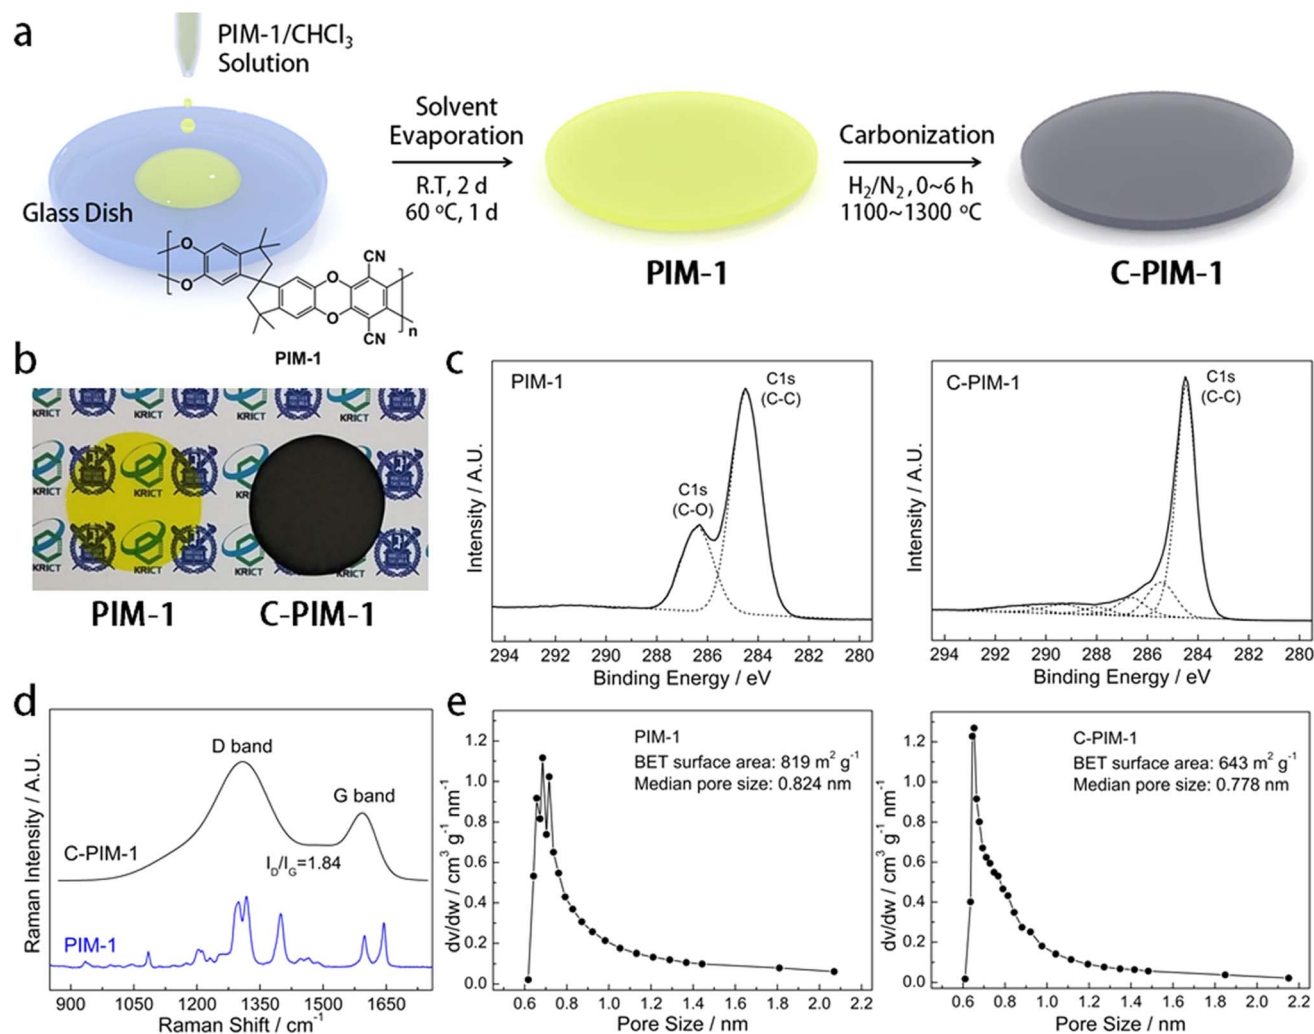 a
PIM-1/CHCl₃
Solution
Glass Dish
Solvent
Evaporation
R.T, 2 d
60 ºC, 1 d
PIM-1
Carbonization
H₂/N₂, 0~6 h
1100~1300 ºC
C-PIM-1
O
O
O
O
CN
CN
n
PIM-1
b
KRICT
KRICT
KRICT
KRICT
KRICT
KRICT
KRICT
PIM-1
C-PIM-1
c
PIM-1
C1s
(C-C)
C1s
(C-O)
Intensity / A.U.
294 292 290 288 286 284 282 280
Binding Energy / eV
C-PIM-1
C1s
(C-C)
Intensity / A.U.
294 292 290 288 286 284 282 280
Binding Energy / eV
d
D band
G band
C-PIM-1
I_D/I_G=1.84
PIM-1
Raman Intensity / A.U.
900 1050 1200 1350 1500 1650
Raman Shift / cm⁻¹
e
PIM-1
BET surface area: 819 m² g⁻¹
Median pore size: 0.824 nm
dv/dw / cm³ g⁻¹ nm⁻¹
1.2
1.0
0.8
0.6
0.4
0.2
0.0
0.6 0.8 1.0 1.2 1.4 1.6 1.8 2.0 2.2
Pore Size / nm
C-PIM-1
BET surface area: 643 m² g⁻¹
Median pore size: 0.778 nm
dv/dw / cm³ g⁻¹ nm⁻¹
1.2
1.0
0.8
0.6
0.4
0.2
0.0
0.6 0.8 1.0 1.2 1.4 1.6 1.8 2.0 2.2
Pore Size / nm